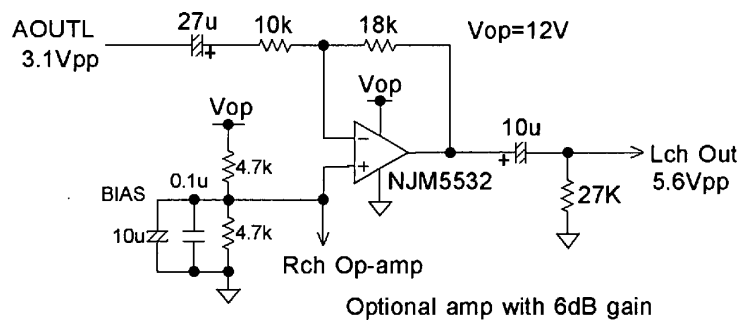 27u
10k
18k
Vop=12V
AOUTL
3.1Vpp
+
Vop
Vop
4.7k
−
+
NJM5532
10u
+
Lch Out
5.6Vpp
27K
BIAS
0.1u
10u
4.7k
Rch Op-amp
Optional amp with 6dB gain